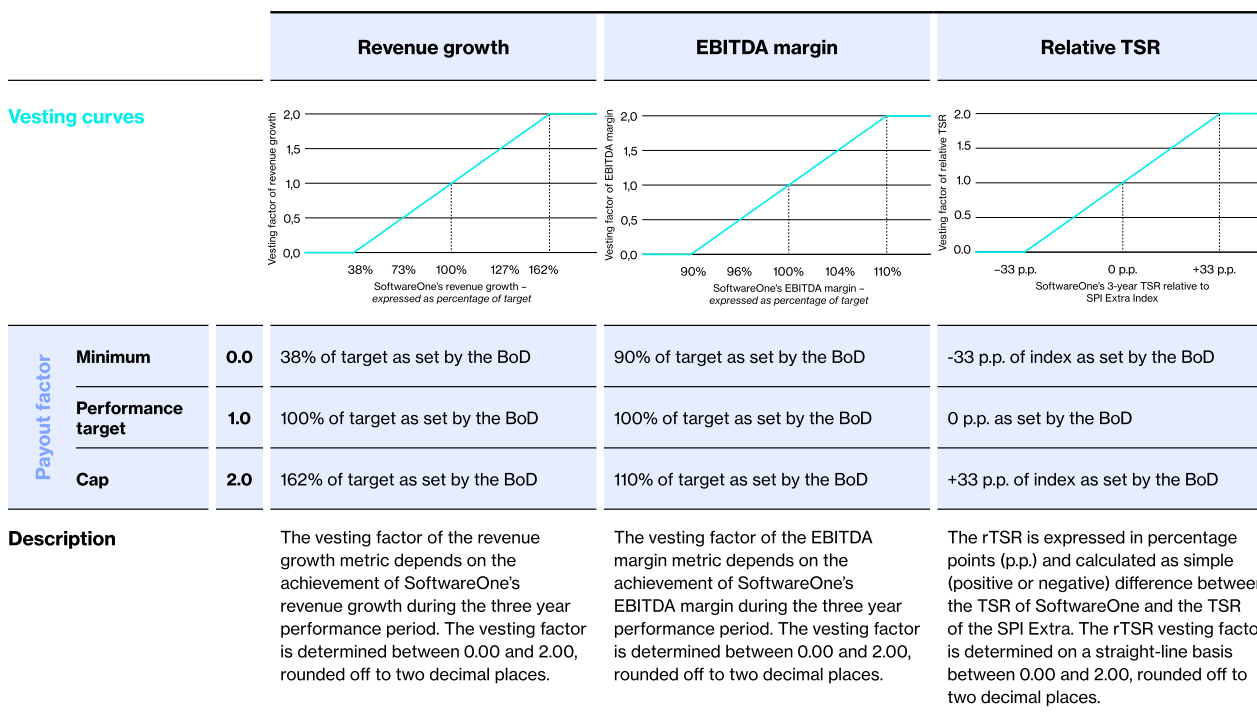 Revenue growth
EBITDA margin
Relative TSR
Vesting curves
Vesting factor of revenue growth
2,0
1,5
1,0
0,5
0,0
38% 73% 100% 127% 162%
SoftwareOne's revenue growth –
expressed as percentage of target
Vesting factor of EBITDA margin
2,0
1,5
1,0
0,5
0,0
90% 96% 100% 104% 110%
SoftwareOne's EBITDA margin –
expressed as percentage of target
Vesting factor of relative TSR
2.0
1.5
1.0
0.5
0.0
−33 p.p. 0 p.p. +33 p.p.
SoftwareOne's 3-year TSR relative to
SPI Extra Index
Payout factor
Minimum 0.0 38% of target as set by the BoD 90% of target as set by the BoD -33 p.p. of index as set by the BoD
Performance
target
1.0 100% of target as set by the BoD 100% of target as set by the BoD 0 p.p. as set by the BoD
Cap 2.0 162% of target as set by the BoD 110% of target as set by the BoD +33 p.p. of index as set by the BoD
Description
The vesting factor of the revenue
growth metric depends on the
achievement of SoftwareOne's
revenue growth during the three year
performance period. The vesting factor
is determined between 0.00 and 2.00,
rounded off to two decimal places.
The vesting factor of the EBITDA
margin metric depends on the
achievement of SoftwareOne's
EBITDA margin during the three year
performance period. The vesting factor
is determined between 0.00 and 2.00,
rounded off to two decimal places.
The rTSR is expressed in percentage
points (p.p.) and calculated as simple
(positive or negative) difference between
the TSR of SoftwareOne and the TSR
of the SPI Extra. The rTSR vesting facto
is determined on a straight-line basis
between 0.00 and 2.00, rounded off to
two decimal places.